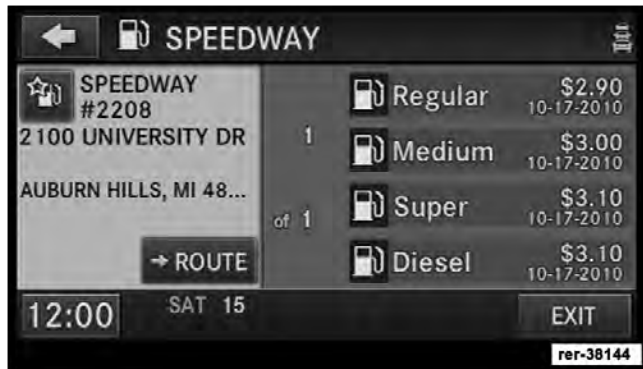 SPEEDWAY
SPEEDWAY
#2208
2100 UNIVERSITY DR
AUBURN HILLS, MI 48...
→ ROUTE
1
of 1
Regular $2.90
10-17-2010
Medium $3.00
10-17-2010
Super $3.10
10-17-2010
Diesel $3.10
10-17-2010
12:00
SAT 15
EXIT
rer-38144